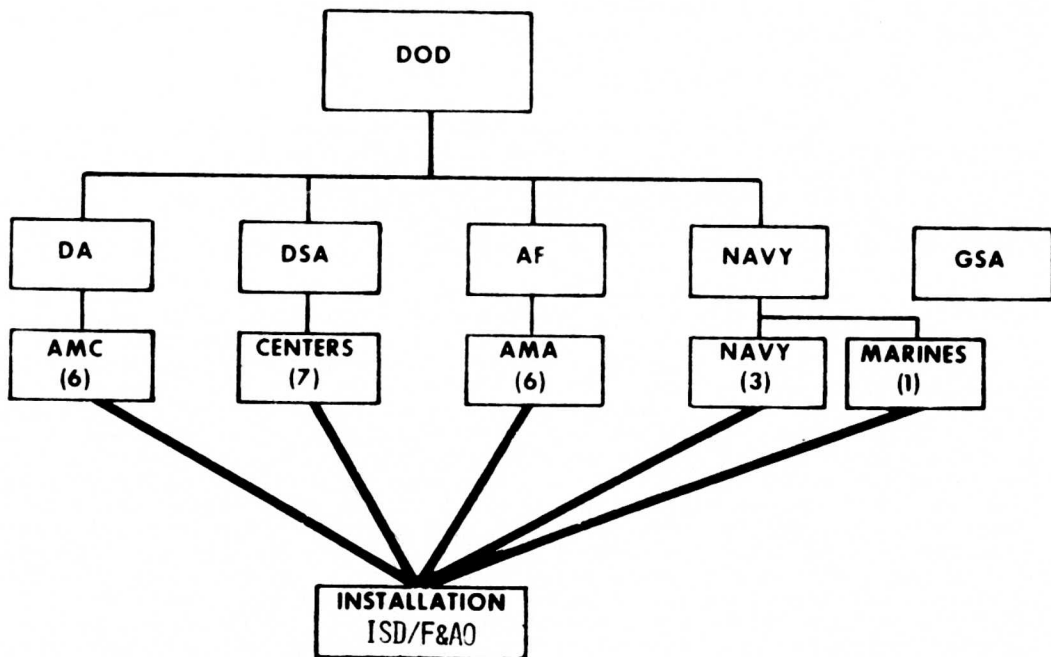 DOD
DA
DSA
AF
NAVY
GSA
AMC
(6)
CENTERS
(7)
AMA
(6)
NAVY
(3)
MARINES
(1)
INSTALLATION
ISD/F&AO